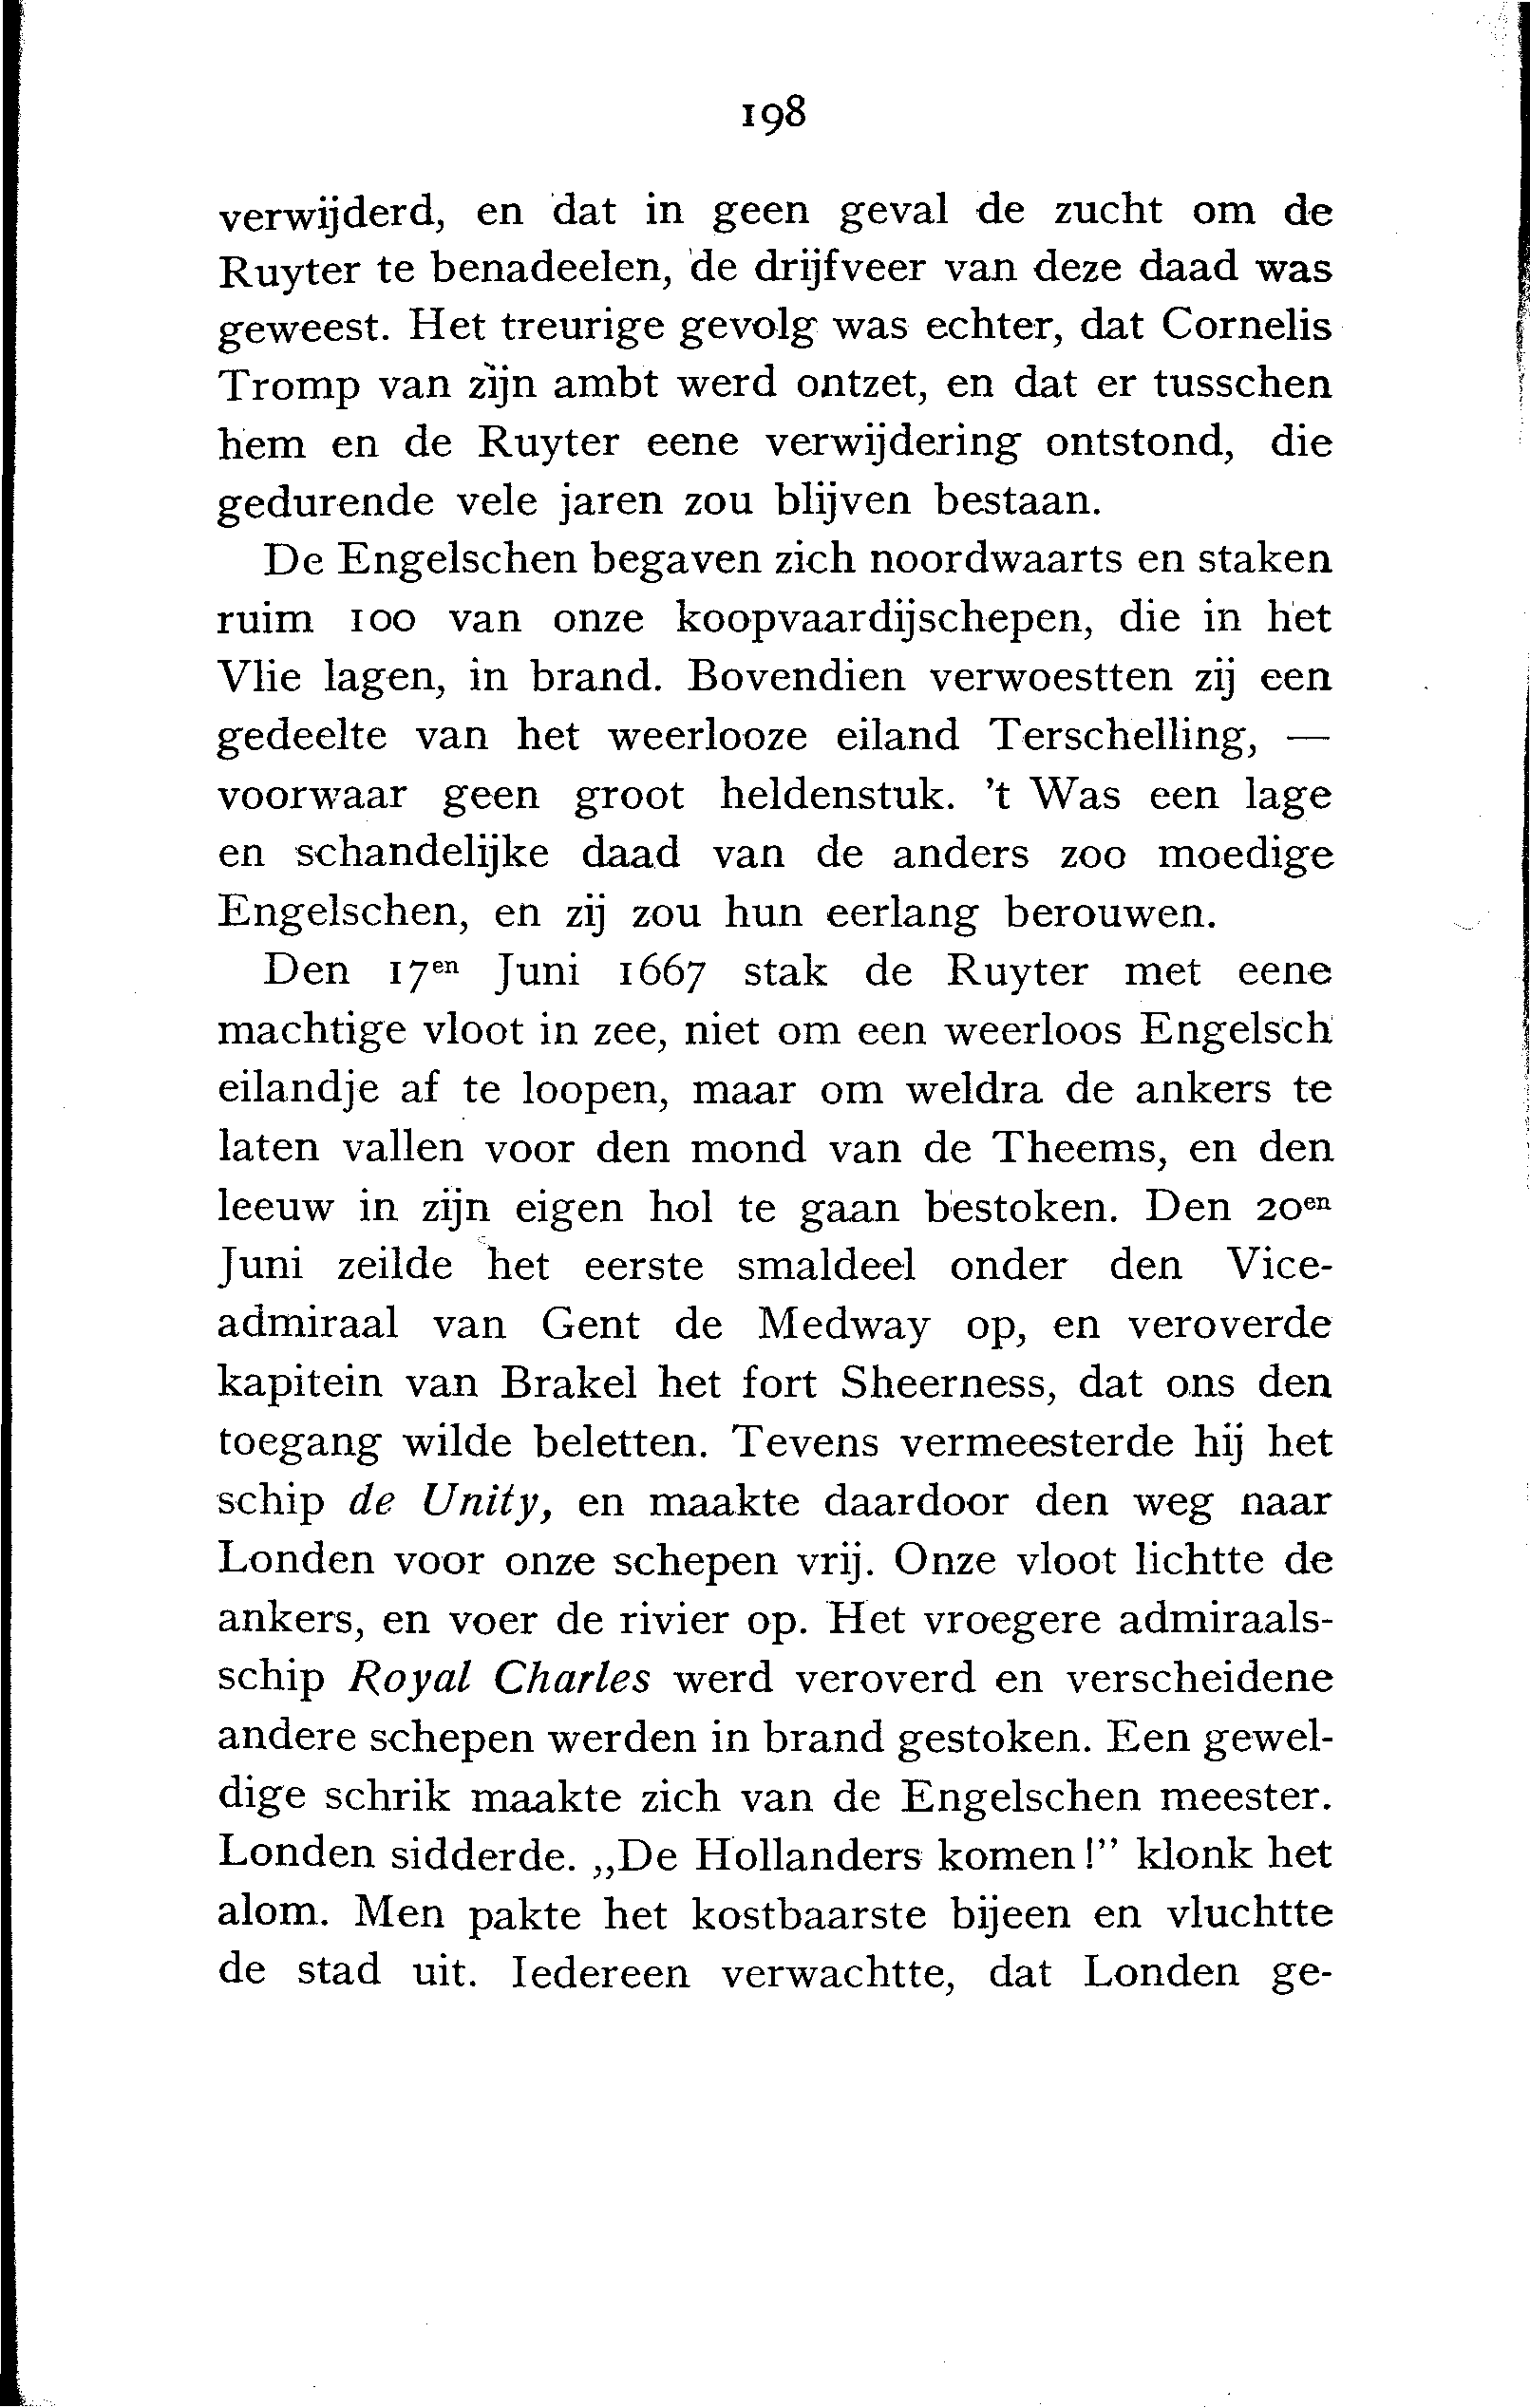 198
verwijderd, en dat in geen geval de zucht om de
Ruyter te benadeelen, de drijfveer van deze daad was
geweest. Het treurige gevolg was echter, dat Cornelis
Tromp van zijn ambt werd ontzet, en dat er tusschen
hem en de Ruyter eene verwijdering ontstond, die
gedurende vele jaren zou blijven bestaan.
De Engelschen begaven zich noordwaarts en staken
ruim 100 van onze koopvaardijschepen, die in het
Vlie lagen, in brand. Bovendien verwoestten zij een
gedeelte van het weerlooze eiland Terschelling, —
voorwaar geen groot heldenstuk. 't Was een lage
en schandelijke daad van de anders zoo moedige
Engelschen, en zij zou hun eerlang berouwen.
Den 17en Juni 1667 stak de Ruyter met eene
machtige vloot in zee, niet om een weerloos Engelsch
eilandje af te loopen, maar om weldra de ankers te
laten vallen voor den mond van de Theems, en den
leeuw in zijn eigen hol te gaan bestoken. Den 20en
Juni zeilde het eerste smaldeel onder den Vice-
admiraal van Gent de Medway op, en veroverde
kapitein van Brakel het fort Sheerness, dat ons den
toegang wilde beletten. Tevens vermeesterde hij het
schip de Unity, en maakte daardoor den weg naar
Londen voor onze schepen vrij. Onze vloot lichtte de
ankers, en voer de rivier op. Het vroegere admiraals-
schip Royal Charles werd veroverd en verscheidene
andere schepen werden in brand gestoken. Een gewel-
dige schrik maakte zich van de Engelschen meester.
Londen sidderde. „De Hollanders komen!” klonk het
alom. Men pakte het kostbaarste bijeen en vluchtte
de stad uit. Iedereen verwachtte, dat Londen ge-